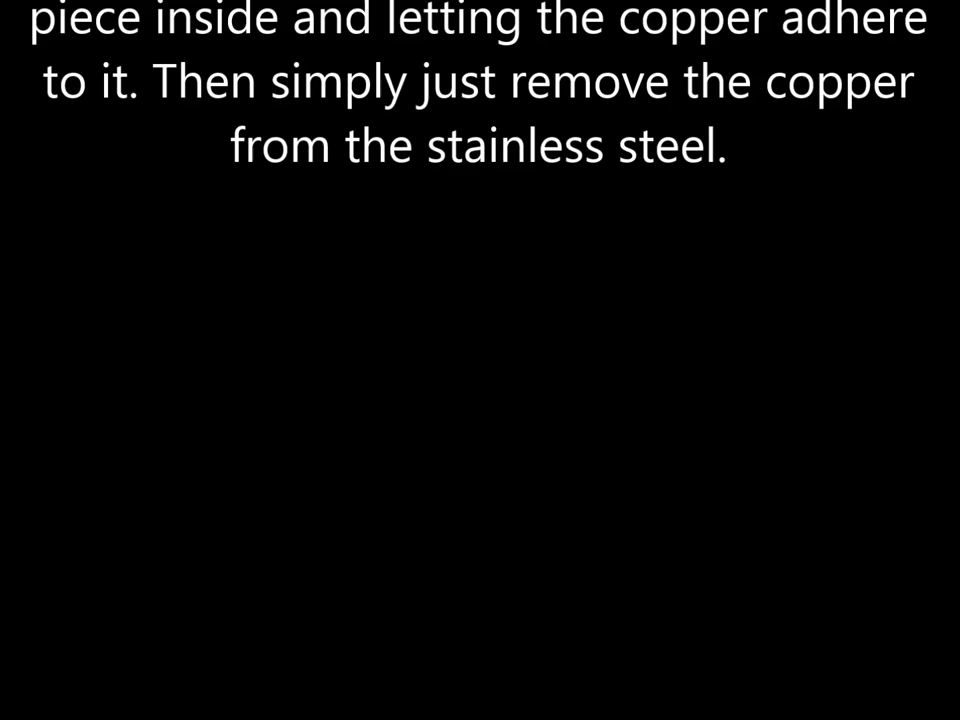 piece inside and letting the copper adhere
to it. Then simply just remove the copper
from the stainless steel.